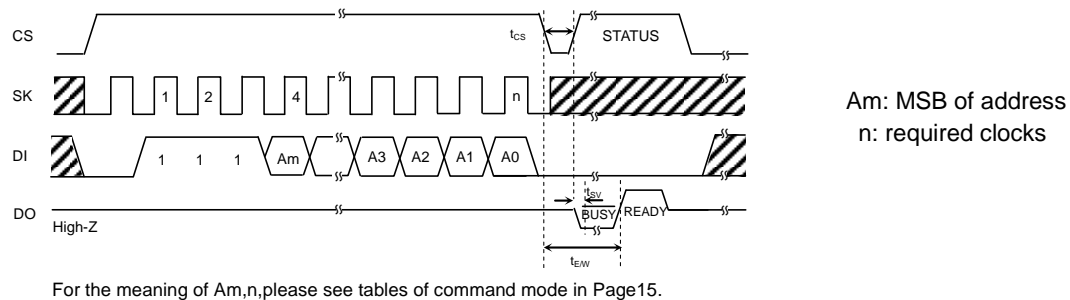 CS
tCS
STATUS
SK
1 2 4 n
DI
1 1 1 Am A3 A2 A1 A0
DO
High-Z
tSV
BUSY
READY
tE/W
Am: MSB of address
n: required clocks
For the meaning of Am,n,please see tables of command mode in Page15.